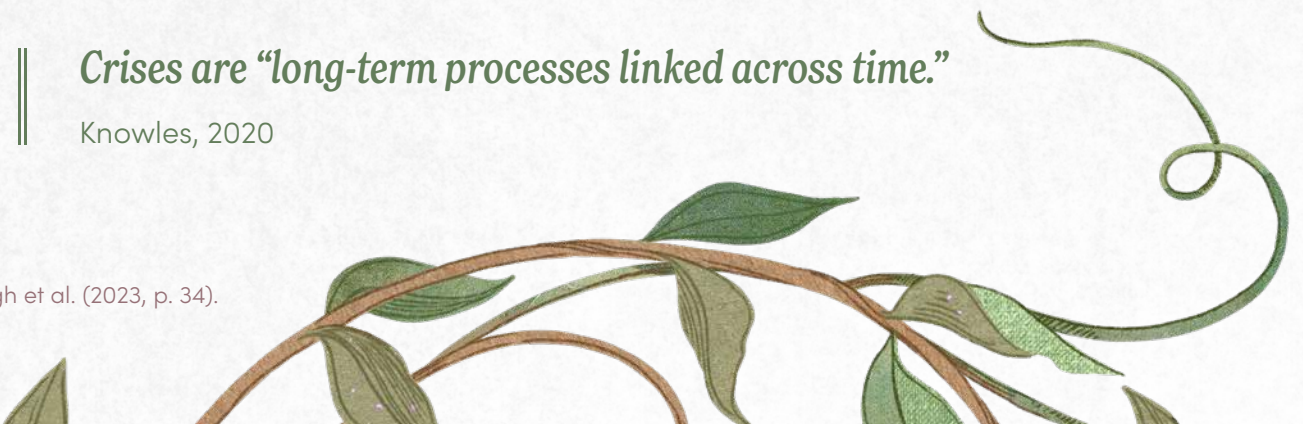 Crises are “long-term processes linked across time.”
Knowles, 2020
et al. (2023, p. 34).